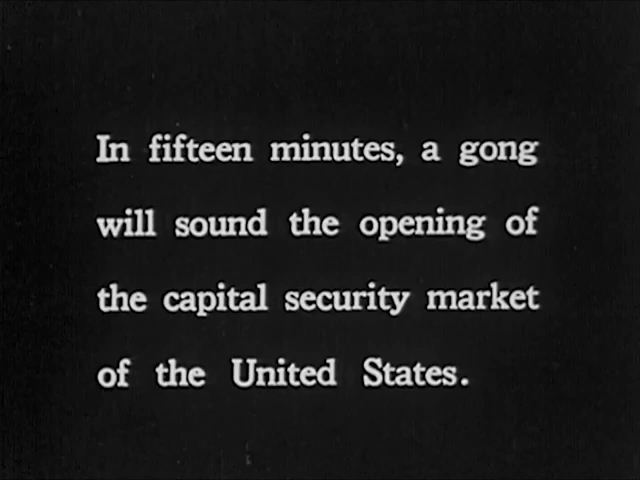 In fifteen minutes, a gong
will sound the opening of
the capital security market
of the United States.